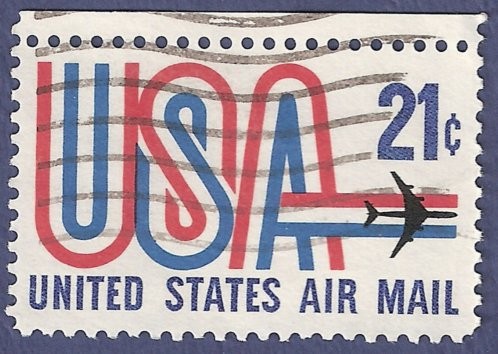 USA
21¢
UNITED STATES AIR MAIL